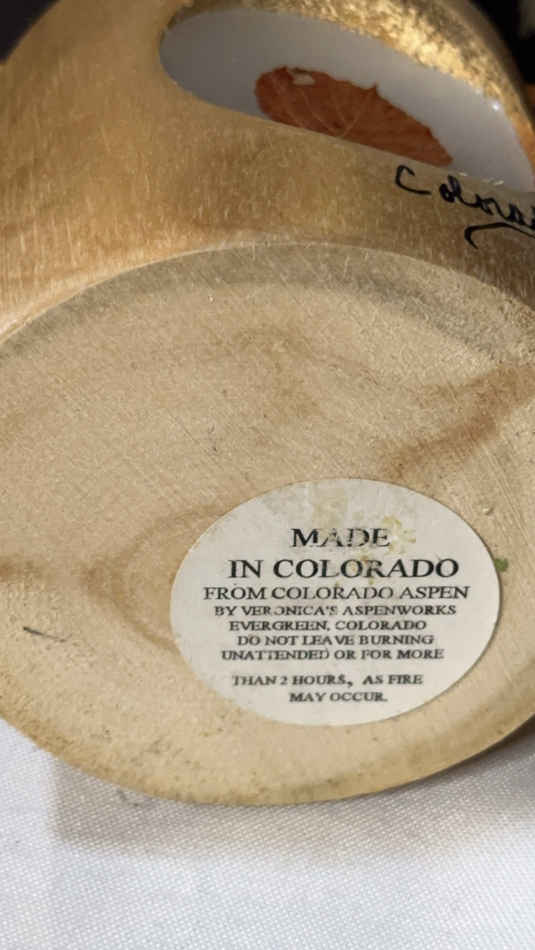 MADE
IN COLORADO
FROM COLORADO ASPEN
BY VERONICA'S ASPENWORKS
EVERGREEN, COLORADO
DO NOT LEAVE BURNING
UNATTENDED OR FOR MORE
THAN 2 HOURS, AS FIRE
MAY OCCUR.